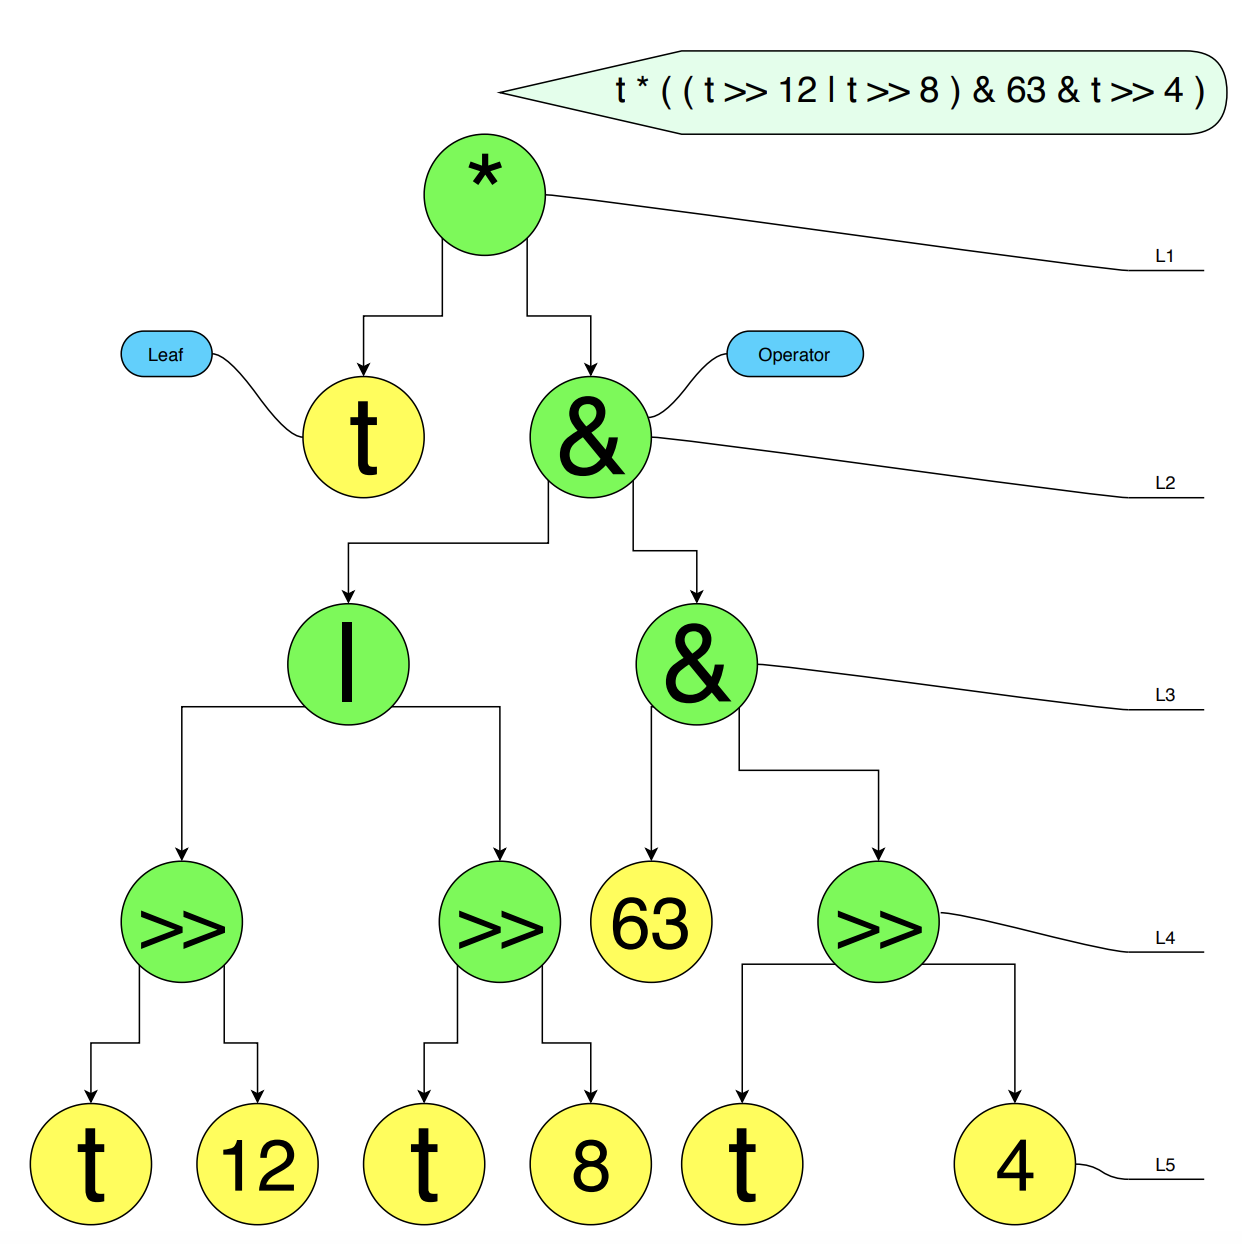 t * ( ( t >> 12 | t >> 8 ) & 63 & t >> 4 )
*
L1
Leaf
Operator
t
&
L2
|
&
L3
>>
>>
63
>>
L4
t
12
t
8
t
4
L5